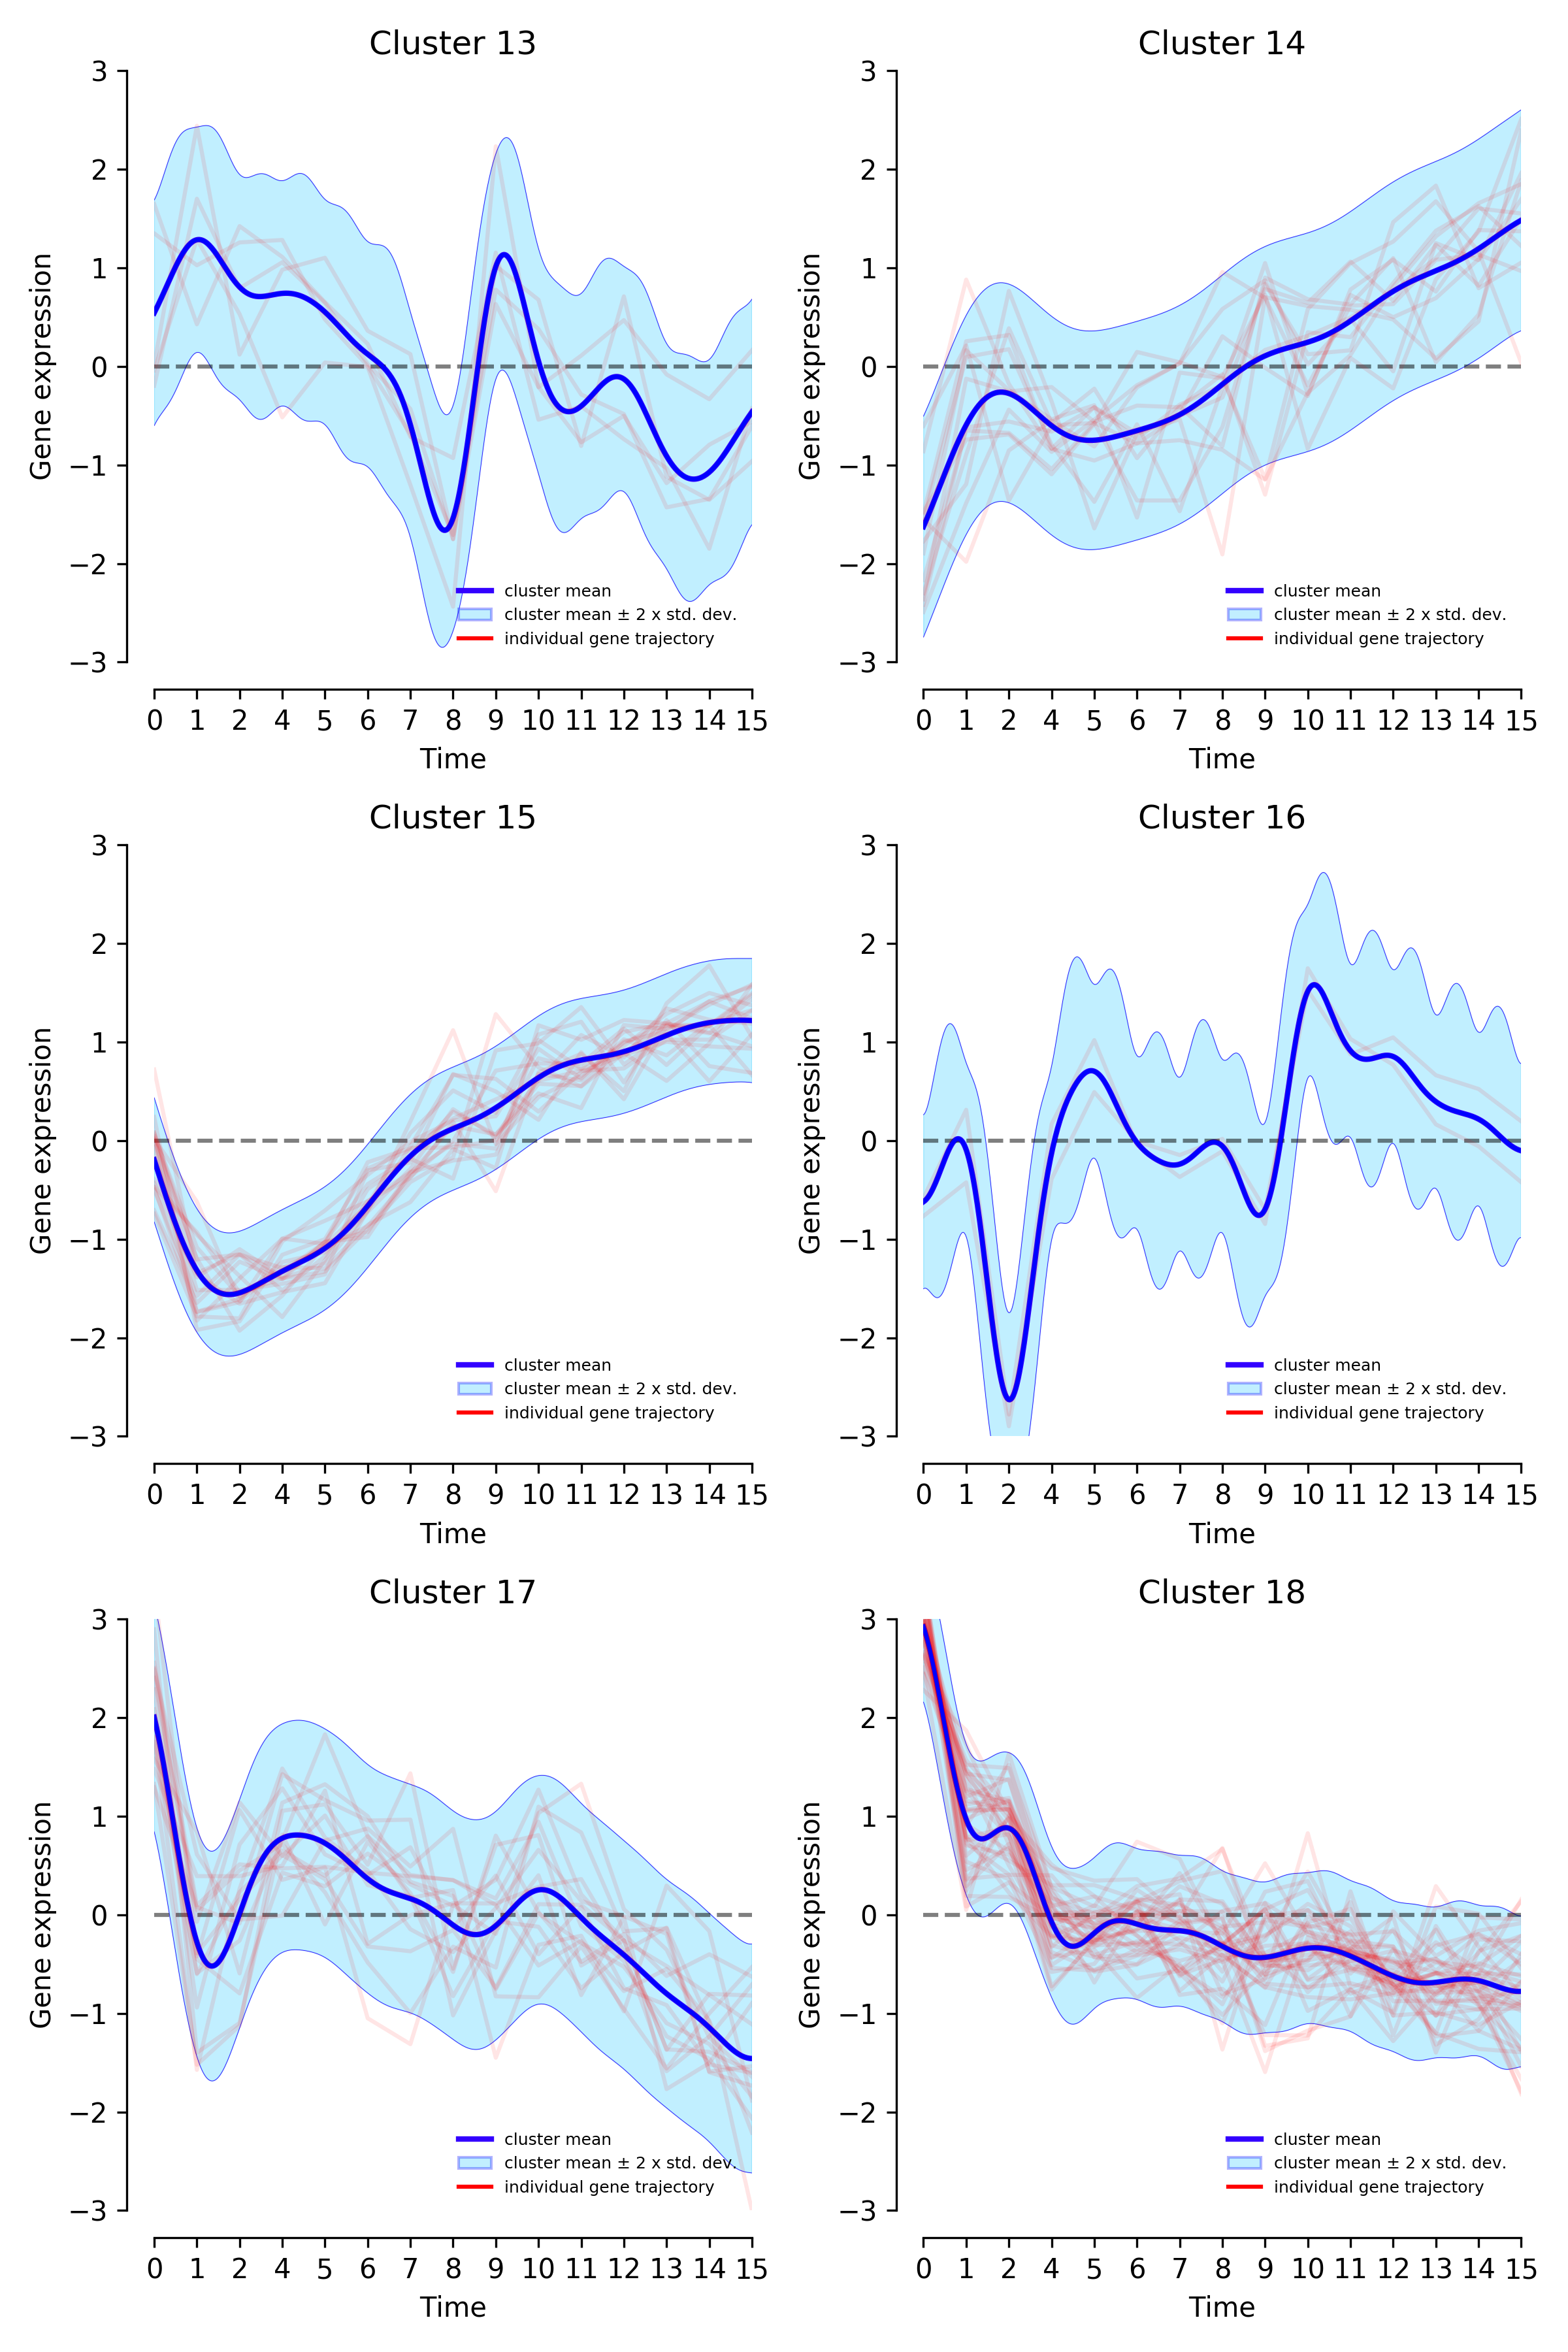 Cluster 13
Gene expression
3
2
1
0
−1
−2
−3
cluster mean
cluster mean ± 2 x std. dev.
individual gene trajectory
0 1 2 4 5 6 7 8 9 10 11 12 13 14 15
Time
Cluster 14
Gene expression
3
2
1
0
−1
−2
−3
cluster mean
cluster mean ± 2 x std. dev.
individual gene trajectory
0 1 2 4 5 6 7 8 9 10 11 12 13 14 15
Time
Cluster 15
Gene expression
3
2
1
0
−1
−2
−3
cluster mean
cluster mean ± 2 x std. dev.
individual gene trajectory
0 1 2 4 5 6 7 8 9 10 11 12 13 14 15
Time
Cluster 16
Gene expression
3
2
1
0
−1
−2
−3
cluster mean
cluster mean ± 2 x std. dev.
individual gene trajectory
0 1 2 4 5 6 7 8 9 10 11 12 13 14 15
Time
Cluster 17
Gene expression
3
2
1
0
−1
−2
−3
cluster mean
cluster mean ± 2 x std. dev.
individual gene trajectory
0 1 2 4 5 6 7 8 9 10 11 12 13 14 15
Time
Cluster 18
Gene expression
3
2
1
0
−1
−2
−3
cluster mean
cluster mean ± 2 x std. dev.
individual gene trajectory
0 1 2 4 5 6 7 8 9 10 11 12 13 14 15
Time